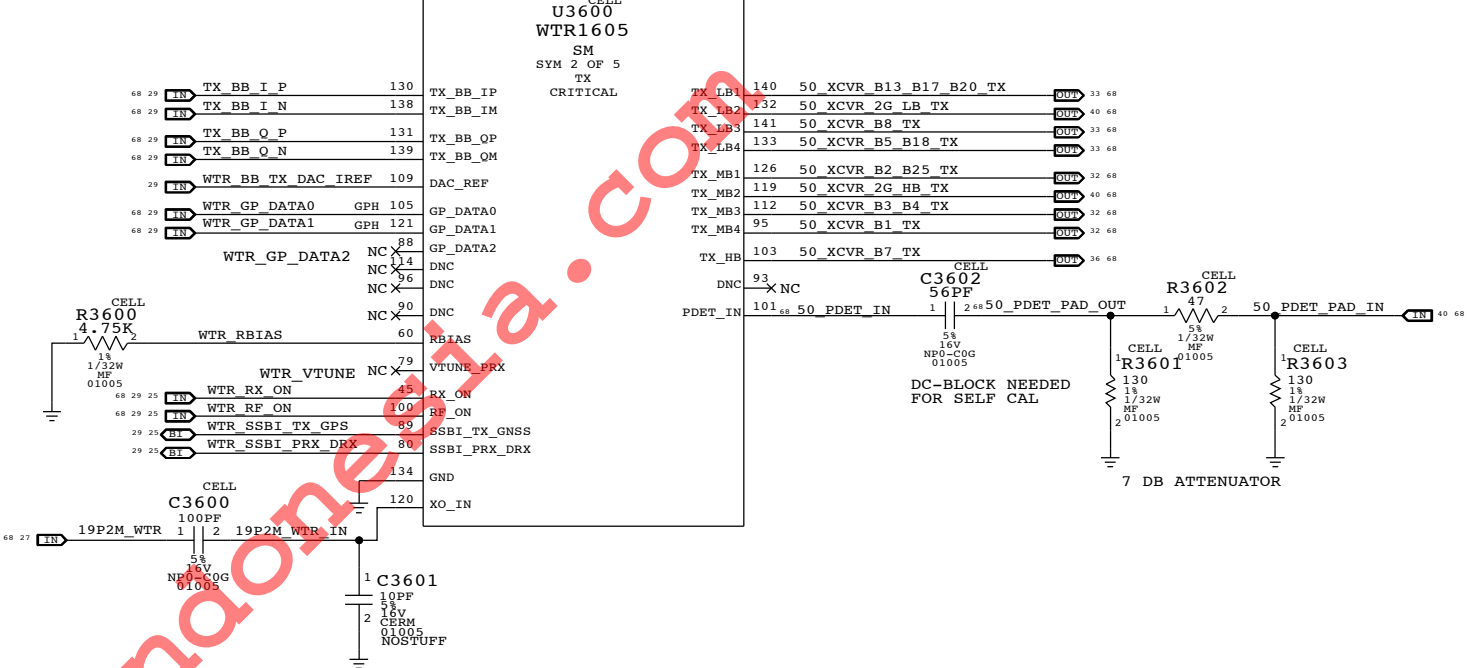 CELL
U3600
WTR1605
SM
SYM 2 OF 5
TX
CRITICAL
68 29 IN TX_BB_I_P 130 TX_BB_IP
68 29 IN TX_BB_I_N 138 TX_BB_IM
68 29 IN TX_BB_Q_P 131 TX_BB_QP
68 29 IN TX_BB_Q_N 139 TX_BB_QM
29 IN WTR_BB_TX_DAC_IREF 109 DAC_REF
68 29 IN WTR_GP_DATA0 GPH 105 GP_DATA0
68 29 IN WTR_GP_DATA1 GPH 121 GP_DATA1
WTR_GP_DATA2 NC 88 GP_DATA2
NC 114 DNC
NC 96 DNC
NC 90 DNC
WTR_RBIAS 60 RBIAS
WTR_VTUNE NC 79 VTUNE_PRX
68 29 25 IN WTR_RX_ON 45 RX_ON
68 29 25 IN WTR_RF_ON 100 RF_ON
29 25 BI WTR_SSBI_TX_GPS 89 SSBI_TX_GNSS
29 25 BI WTR_SSBI_PRX_DRX 80 SSBI_PRX_DRX
134 GND
120 XO_IN
CELL
R3600
4.75K
1 2
1%
1/32W
MF
01005
CELL
C3600
100PF
68 27 IN 19P2M_WTR 1 2 19P2M_WTR_IN
5%
16V
NP0-C0G
01005
1 C3601
10PF
5%
16V
2 CERM
01005
NOSTUFF
TX_LB1 140 50_XCVR_B13_B17_B20_TX OUT 33 68
TX_LB2 132 50_XCVR_2G_LB_TX OUT 40 68
TX_LB3 141 50_XCVR_B8_TX OUT 33 68
TX_LB4 133 50_XCVR_B5_B18_TX OUT 33 68
TX_MB1 126 50_XCVR_B2_B25_TX OUT 32 68
TX_MB2 119 50_XCVR_2G_HB_TX OUT 40 68
TX_MB3 112 50_XCVR_B3_B4_TX OUT 32 68
TX_MB4 95 50_XCVR_B1_TX OUT 32 68
TX_HB 103 50_XCVR_B7_TX OUT 36 68
DNC 93 NC
PDET_IN 101 68 50_PDET_IN 1 2 68 50_PDET_PAD_OUT 1 2 50_PDET_PAD_IN IN 40 68
CELL
C3602
56PF
5%
16V
NP0-C0G
01005
DC-BLOCK NEEDED
FOR SELF CAL
CELL
R3602
47
5%
1/32W
MF
01005
CELL
1 R3601
130
1%
1/32W
MF
2 01005
CELL
1 R3603
130
1%
1/32W
MF
2 01005
7 DB ATTENUATOR
ndonesia.com